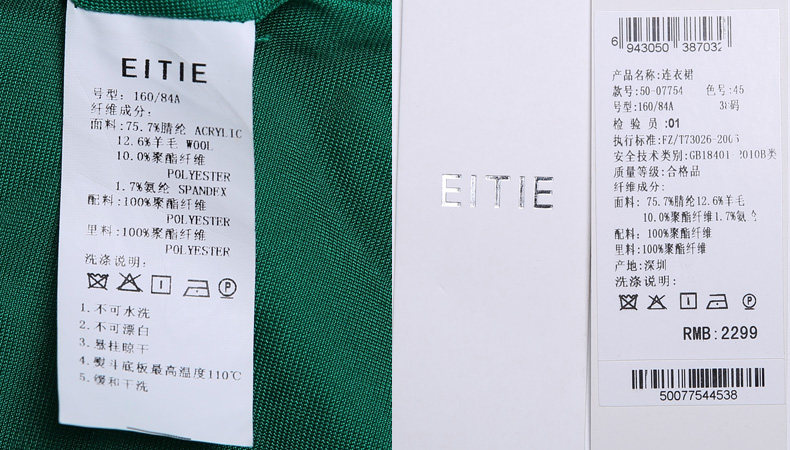 EITIE
号型: 160/84A
纤维成分:
面料:75.7%腈纶 ACRYLIC
12.6%羊毛 WOOL
10.0%聚酯纤维
POLYESTER
1.7%氨纶 SPANDEX
配料:100%聚酯纤维
POLYESTER
里料:100%聚酯纤维
POLYESTER
洗涤说明:
1.不可水洗
2.不可漂白
3.悬挂晾干
4.熨斗底板最高温度110℃
5.缓和干洗
EITIE
6 943050 387032
产品名称:连衣裙
款号:50-07754 色号:45
号型:160/84A 38码
检 验 员:01
执行标准:FZ/T73026-2006
安全技术类别:GB18401-2010B类
质量等级:合格品
纤维成分:
面料: 75.7%腈纶12.6%羊毛
10.0%聚酯纤维1.7%氨纶
配料: 100%聚酯纤维
里料:100%聚酯纤维
产地:深圳
洗涤说明:
RMB:2299
50077544538